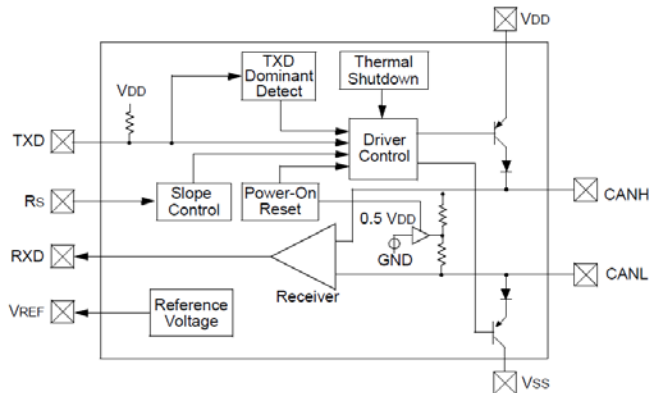 VDD
TXD
Dominant
Detect
Thermal
Shutdown
VDD
TXD
Driver
Control
RS
Slope
Control
Power-On
Reset
0.5 VDD
CANH
GND
RXD
Receiver
CANL
VREF
Reference
Voltage
VSS